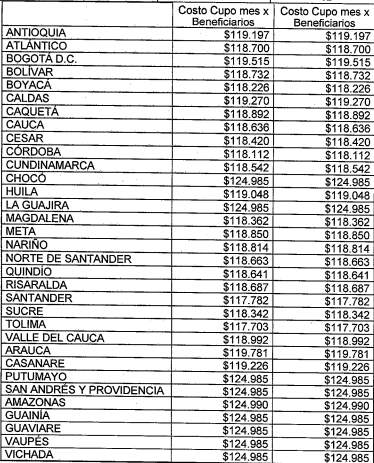 Costo Cupo mes x Beneficiarios Costo Cupo mes x Beneficiarios
ANTIOQUIA $119.197 $119.197
ATLÁNTICO $118.700 $118.700
BOGOTÁ D.C. $119.515 $119.515
BOLÍVAR $118.732 $118.732
BOYACÁ $118.226 $118.226
CALDAS $119.270 $119.270
CAQUETÁ $118.892 $118.892
CAUCA $118.636 $118.636
CESAR $118.420 $118.420
CÓRDOBA $118.112 $118.112
CUNDINAMARCA $118.542 $118.542
CHOCÓ $124.985 $124.985
HUILA $119.048 $119.048
LA GUAJIRA $124.985 $124.985
MAGDALENA $118.362 $118.362
META $118.850 $118.850
NARIÑO $118.814 $118.814
NORTE DE SANTANDER $118.663 $118.663
QUINDÍO $118.641 $118.641
RISARALDA $118.687 $118.687
SANTANDER $117.782 $117.782
SUCRE $118.342 $118.342
TOLIMA $117.703 $117.703
VALLE DEL CAUCA $118.992 $118.992
ARAUCA $119.781 $119.781
CASANARE $119.226 $119.226
PUTUMAYO $124.985 $124.985
SAN ANDRÉS Y PROVIDENCIA $124.985 $124.985
AMAZONAS $124.990 $124.990
GUAINÍA $124.985 $124.985
GUAVIARE $124.985 $124.985
VAUPÉS $124.985 $124.985
VICHADA $124.985 $124.985